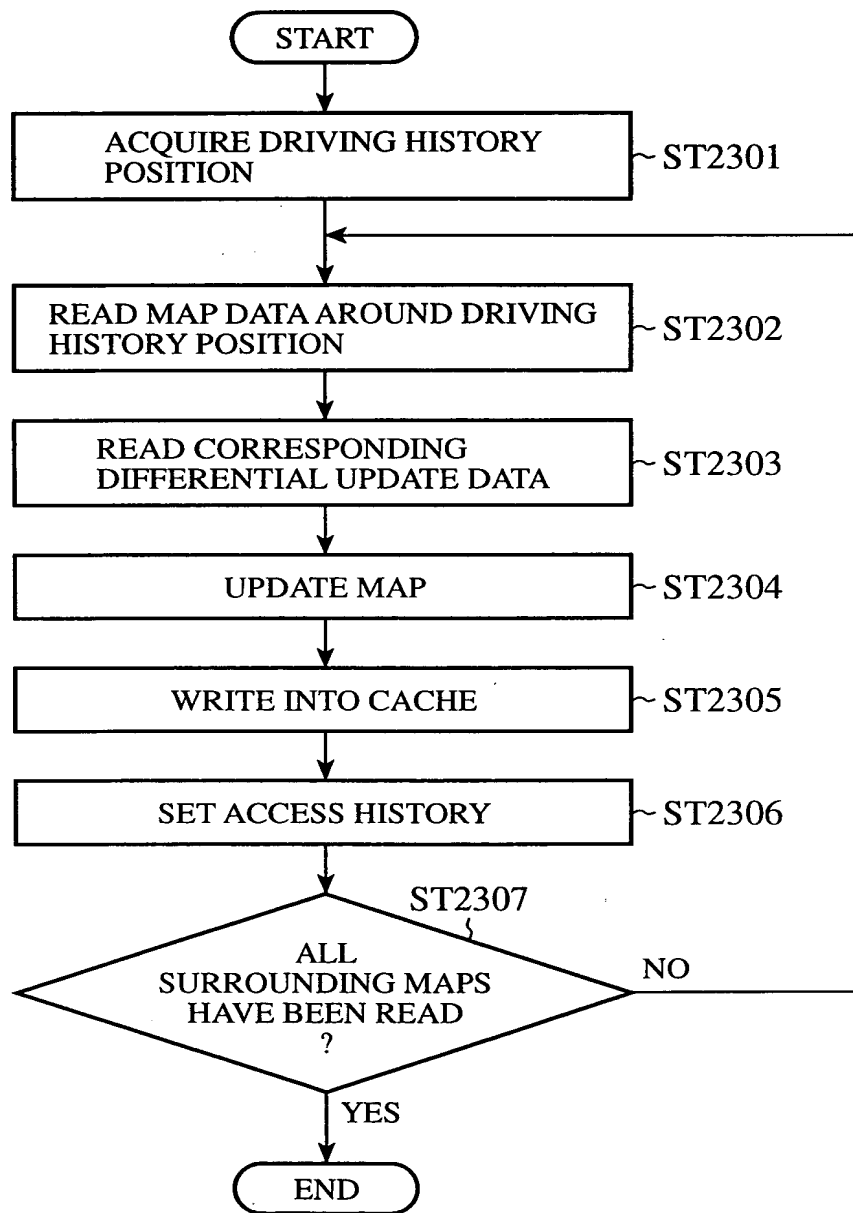 START
ACQUIRE DRIVING HISTORY
POSITION
ST2301
READ MAP DATA AROUND DRIVING
HISTORY POSITION
ST2302
READ CORRESPONDING
DIFFERENTIAL UPDATE DATA
ST2303
UPDATE MAP
ST2304
WRITE INTO CACHE
ST2305
SET ACCESS HISTORY
ST2306
ST2307
ALL
SURROUNDING MAPS
HAVE BEEN READ
?
NO
YES
END